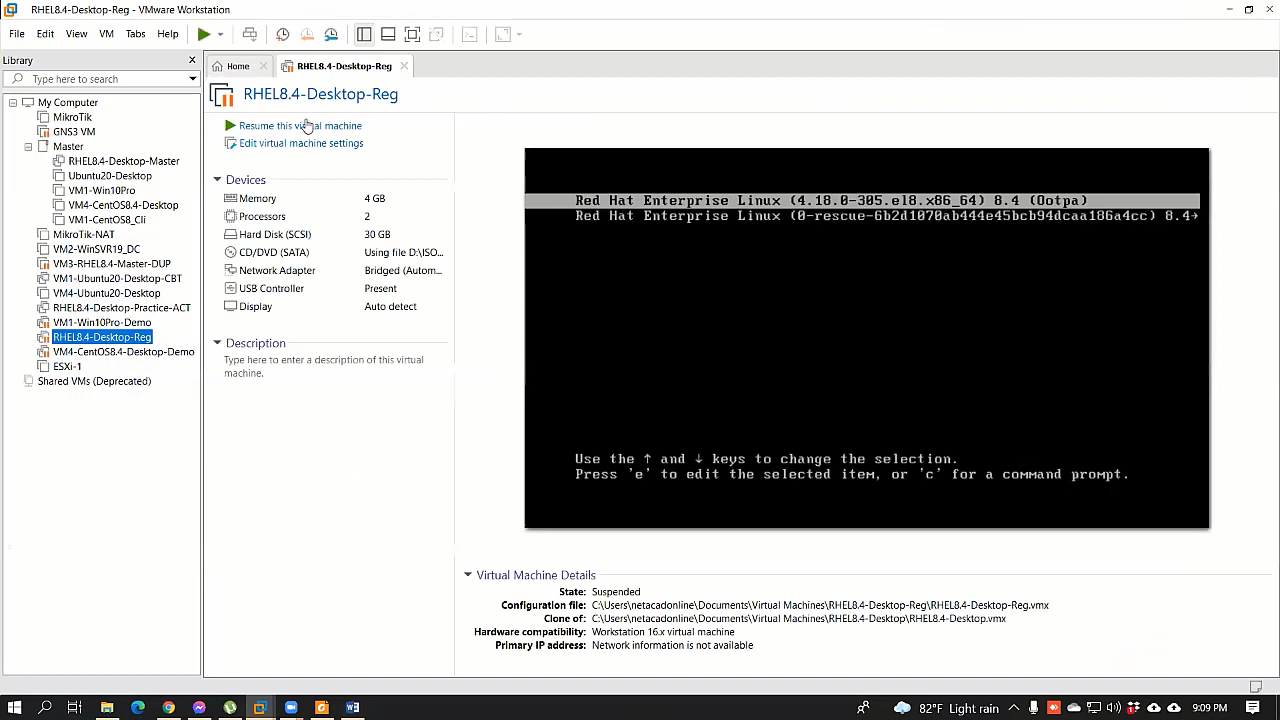 RHEL8.4-Desktop-Reg - VMware Workstation
File Edit View VM Tabs Help
Library
Type here to search
My Computer
MikroTik
GNS3 VM
Master
RHEL8.4-Desktop-Master
Ubuntu20-Desktop
VM1-Win10Pro
VM4-CentOS8.4-Desktop
VM1-CentOS8_Cli
MikroTik-NAT
VM2-WinSVR19_DC
VM3-RHEL8.4-Master-DUP
VM1-Ubuntu20-Desktop-CBT
VM4-Ubuntu20-Desktop
RHEL8.4-Desktop-Practice-ACT
VM1-Win10Pro-Demo
RHEL8.4-Desktop-Reg
VM4-CentOS8.4-Desktop-Demo
ESXi-1
Shared VMs (Deprecated)
Home
RHEL8.4-Desktop-Reg
RHEL8.4-Desktop-Reg
Resume this virtual machine
Edit virtual machine settings
Devices
Memory 4 GB
Processors 2
Hard Disk (SCSI) 30 GB
CD/DVD (SATA) Using file D:\ISO...
Network Adapter Bridged (Autom...
USB Controller Present
Display Auto detect
Description
Type here to enter a description of this virtual
machine.
Red Hat Enterprise Linux (4.18.0-305.el8.x86_64) 8.4 (Ootpa)
Red Hat Enterprise Linux (0-rescue-6b2d1070ab444e45bcb94dcaa186a4cc) 8.4→
Use the ↑ and ↓ keys to change the selection.
Press 'e' to edit the selected item, or 'c' for a command prompt.
Virtual Machine Details
State: Suspended
Configuration file: C:\Users\netacadonline\Documents\Virtual Machines\RHEL8.4-Desktop-Reg\RHEL8.4-Desktop-Reg.vmx
Clone of: C:\Users\netacadonline\Documents\Virtual Machines\RHEL8.4-Desktop\RHEL8.4-Desktop.vmx
Hardware compatibility: Workstation 16.x virtual machine
Primary IP address: Network information is not available
82°F Light rain
9:09 PM